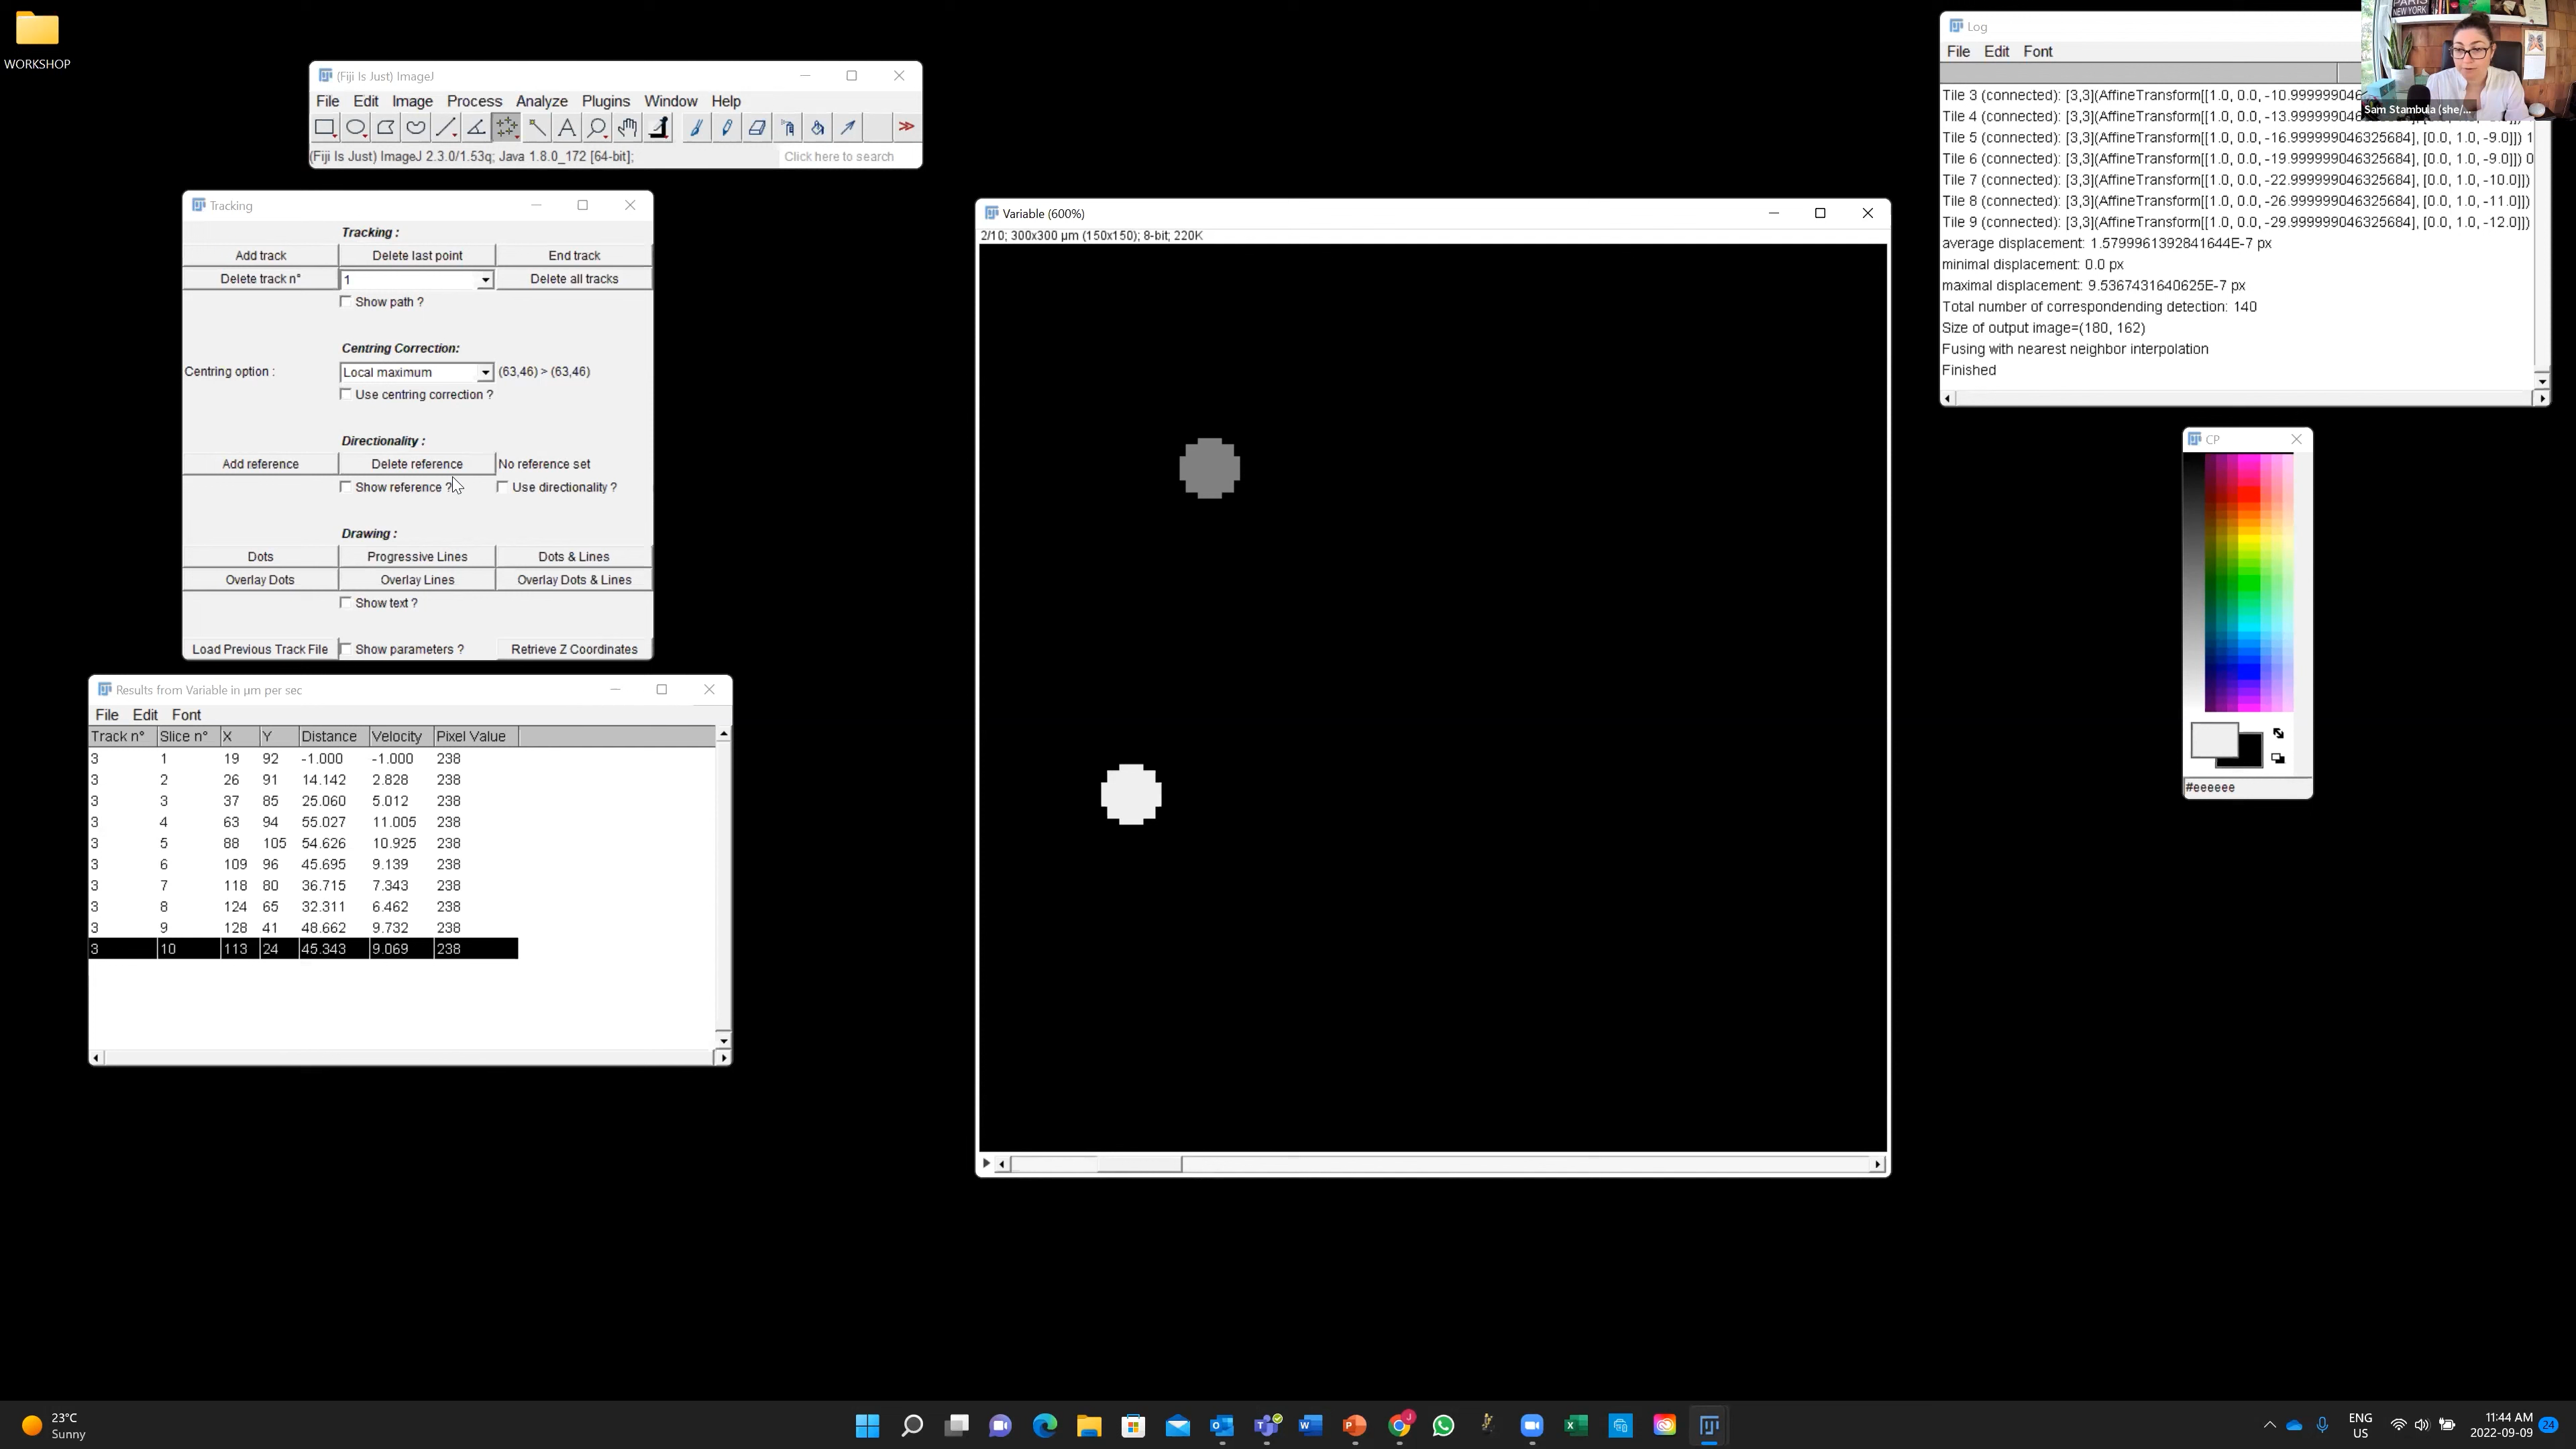 WORKSHOP
(Fiji Is Just) ImageJ
File Edit Image Process Analyze Plugins Window Help
(Fiji Is Just) ImageJ 2.3.0/1.53q; Java 1.8.0_172 [64-bit];
Click here to search
Tracking
Tracking :
Add track Delete last point End track
Delete track n° 1 Delete all tracks
Show path ?
Centring Correction:
Centring option : Local maximum (63,46) > (63,46)
Use centring correction ?
Directionality :
Add reference Delete reference No reference set
Show reference ? Use directionality ?
Drawing :
Dots Progressive Lines Dots & Lines
Overlay Dots Overlay Lines Overlay Dots & Lines
Show text ?
Load Previous Track File Show parameters ? Retrieve Z Coordinates
Results from Variable in µm per sec
File Edit Font
Track n° Slice n° X Y Distance Velocity Pixel Value
3 1 19 92 -1.000 -1.000 238
3 2 26 91 14.142 2.828 238
3 3 37 85 25.060 5.012 238
3 4 63 94 55.027 11.005 238
3 5 88 105 54.626 10.925 238
3 6 109 96 45.695 9.139 238
3 7 118 80 36.715 7.343 238
3 8 124 65 32.311 6.462 238
3 9 128 41 48.662 9.732 238
3 10 113 24 45.343 9.069 238
Variable (600%)
2/10; 300x300 µm (150x150); 8-bit; 220K
Log
File Edit Font
Tile 3 (connected): [3,3](AffineTransform[[1.0, 0.0, -10.999999046
Tile 4 (connected): [3,3](AffineTransform[[1.0, 0.0, -13.999999046
Tile 5 (connected): [3,3](AffineTransform[[1.0, 0.0, -16.999999046325684], [0.0, 1.0, -9.0]]) 1
Tile 6 (connected): [3,3](AffineTransform[[1.0, 0.0, -19.999999046325684], [0.0, 1.0, -9.0]]) 0
Tile 7 (connected): [3,3](AffineTransform[[1.0, 0.0, -22.999999046325684], [0.0, 1.0, -10.0]])
Tile 8 (connected): [3,3](AffineTransform[[1.0, 0.0, -26.999999046325684], [0.0, 1.0, -11.0]])
Tile 9 (connected): [3,3](AffineTransform[[1.0, 0.0, -29.999999046325684], [0.0, 1.0, -12.0]])
average displacement: 1.5799961392841644E-7 px
minimal displacement: 0.0 px
maximal displacement: 9.5367431640625E-7 px
Total number of correspondending detection: 140
Size of output image=(180, 162)
Fusing with nearest neighbor interpolation
Finished
PARIS
NEW YORK
Sam Stambula (she/...
CP
#eeeeee
23°C
Sunny
ENG
US
11:44 AM
2022-09-09
24